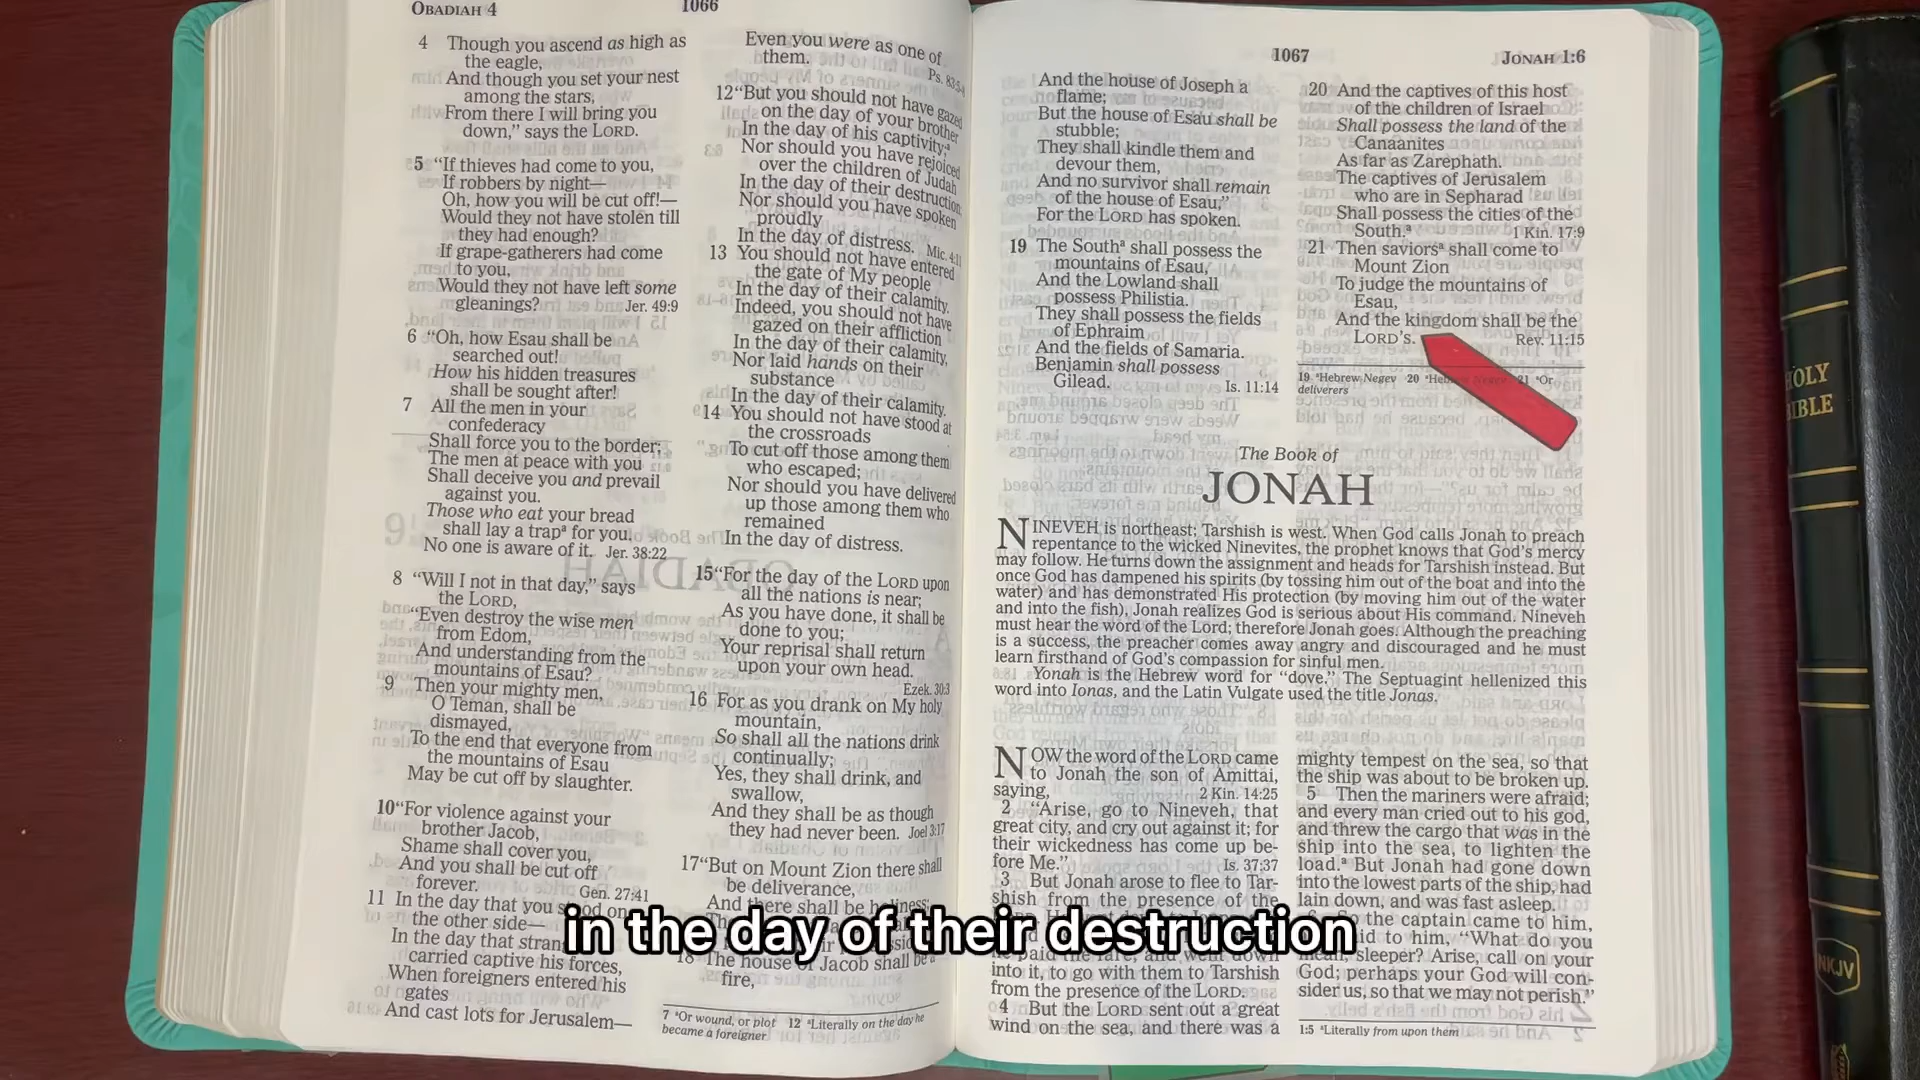 OBADIAH 4
1066
4 Though you ascend as high as
the eagle,
And though you set your nest
among the stars,
From there I will bring you
down,” says the LORD.
5 “If thieves had come to you,
If robbers by night—
Oh, how you will be cut off!—
Would they not have stolen till
they had enough?
If grape-gatherers had come
to you,
Would they not have left some
gleanings? Jer. 49:9
6 “Oh, how Esau shall be
searched out!
How his hidden treasures
shall be sought after!
7 All the men in your
confederacy
Shall force you to the border;
The men at peace with you
Shall deceive you and prevail
against you.
Those who eat your bread
shall lay a trapª for you.
No one is aware of it. Jer. 38:22
8 “Will I not in that day,” says
the LORD,
“Even destroy the wise men
from Edom,
And understanding from the
mountains of Esau?
9 Then your mighty men,
O Teman, shall be
dismayed,
To the end that everyone from
the mountains of Esau
May be cut off by slaughter.
10 “For violence against your
brother Jacob,
Shame shall cover you,
And you shall be cut off
forever. Gen. 27:41
11 In the day that you stood on
the other side—
In the day that strangers
carried captive his forces,
When foreigners entered his
gates
And cast lots for Jerusalem—
Even you were as one of
them. Ps. 83:5-8
12 “But you should not have gazed
on the day of your brother
In the day of his captivity;ª
Nor should you have rejoiced
over the children of Judah
In the day of their destruction;
Nor should you have spoken
proudly
In the day of distress. Mic. 4:11
13 You should not have entered
the gate of My people
In the day of their calamity.
Indeed, you should not have
gazed on their affliction
In the day of their calamity,
Nor laid hands on their
substance
In the day of their calamity.
14 You should not have stood at
the crossroads
To cut off those among them
who escaped;
Nor should you have delivered
up those among them who
remained
In the day of distress.
15 “For the day of the LORD upon
all the nations is near;
As you have done, it shall be
done to you;
Your reprisal shall return
upon your own head.
Ezek. 30:3
16 For as you drank on My holy
mountain,
So shall all the nations drink
continually;
Yes, they shall drink, and
swallow,
And they shall be as though
they had never been. Joel 3:17
17 “But on Mount Zion there shall
be deliverance,
And there shall be holiness;
18 The house of Jacob shall be a
fire,
7 ªOr wound, or plot 12 ªLiterally on the day he
became a foreigner
1067
JONAH 1:6
And the house of Joseph a
flame;
But the house of Esau shall be
stubble;
They shall kindle them and
devour them,
And no survivor shall remain
of the house of Esau,”
For the LORD has spoken.
19 The Southª shall possess the
mountains of Esau,
And the Lowland shall
possess Philistia.
They shall possess the fields
of Ephraim
And the fields of Samaria.
Benjamin shall possess
Gilead. Is. 11:14
20 And the captives of this host
of the children of Israel
Shall possess the land of the
Canaanites
As far as Zarephath.
The captives of Jerusalem
who are in Sepharad
Shall possess the cities of the
South.ª 1 Kin. 17:9
21 Then saviorsª shall come to
Mount Zion
To judge the mountains of
Esau,
And the kingdom shall be the
LORD’S. Rev. 11:15
19 ªHebrew Negev 20 ªHebrew Negev 21 ªOr
deliverers
The Book of
JONAH
NINEVEH is northeast; Tarshish is west. When God calls Jonah to preach
repentance to the wicked Ninevites, the prophet knows that God’s mercy
may follow. He turns down the assignment and heads for Tarshish instead. But
once God has dampened his spirits (by tossing him out of the boat and into the
water) and has demonstrated His protection (by moving him out of the water
and into the fish), Jonah realizes God is serious about His command. Nineveh
must hear the word of the Lord; therefore Jonah goes. Although the preaching
is a success, the preacher comes away angry and discouraged and he must
learn firsthand of God’s compassion for sinful men.
Yonah is the Hebrew word for “dove.” The Septuagint hellenized this
word into Ionas, and the Latin Vulgate used the title Jonas.
NOW the word of the LORD came
to Jonah the son of Amittai,
saying, 2 Kin. 14:25
2 “Arise, go to Nineveh, that
great city, and cry out against it; for
their wickedness has come up be-
fore Me.” Is. 37:37
3 But Jonah arose to flee to Tar-
shish from the presence of the
he paid the fare, and went down
into it, to go with them to Tarshish
from the presence of the LORD.
4 But the LORD sent out a great
wind on the sea, and there was a
mighty tempest on the sea, so that
the ship was about to be broken up.
5 Then the mariners were afraid;
and every man cried out to his god,
and threw the cargo that was in the
ship into the sea, to lighten the
load.ª But Jonah had gone down
into the lowest parts of the ship, had
lain down, and was fast asleep.
6 So the captain came to him,
said to him, “What do you
mean, sleeper? Arise, call on your
God; perhaps your God will con-
sider us, so that we may not perish.”
1:5 ªLiterally from upon them
in the day of their destruction
HOLY
BIBLE
NKJV